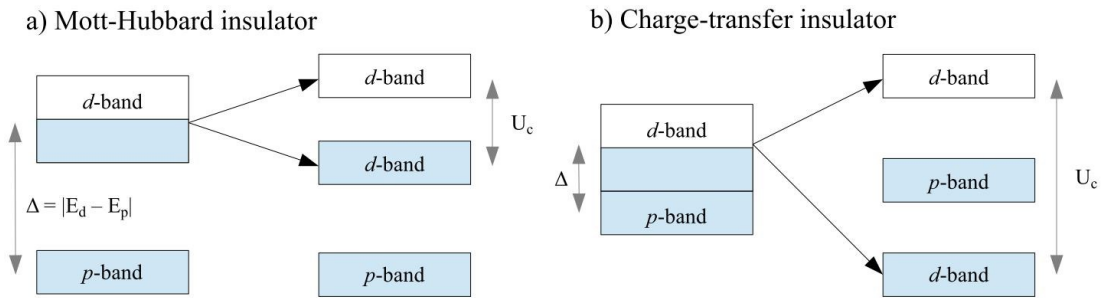 a) Mott-Hubbard insulator
d-band
Δ = |E_d – E_p|
p-band
d-band
d-band
U_c
p-band
b) Charge-transfer insulator
d-band
Δ
p-band
d-band
p-band
d-band
U_c